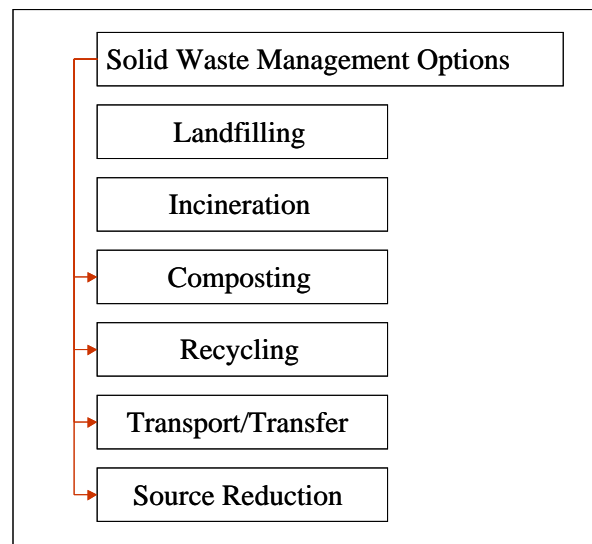 Solid Waste Management Options
Landfilling
Incineration
Composting
Recycling
Transport/Transfer
Source Reduction